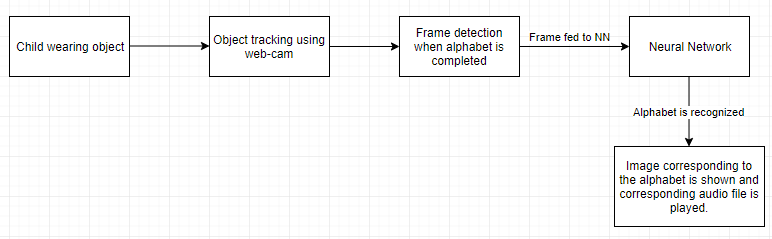 Child wearing object
Object tracking using
web-cam
Frame detection
when alphabet is
completed
Frame fed to NN
Neural Network
Alphabet is recognized
Image corresponding to
the alphabet is shown and
corresponding audio file is
played.